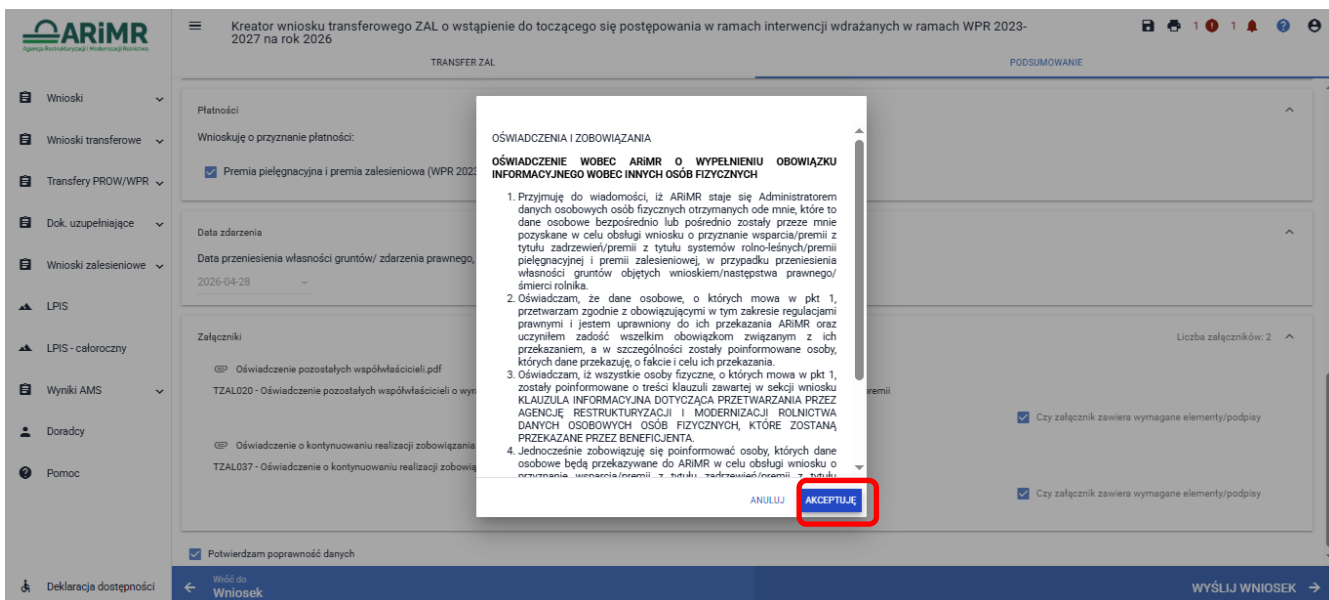 ARiMR
Agencja Restrukturyzacji i Modernizacji Rolnictwa
Kreator wniosku transferowego ZAL o wstąpienie do toczącego się postępowania w ramach interwencji wdrażanych w ramach WPR 2023-
2027 na rok 2026
1 1
TRANSFER ZAL
PODSUMOWANIE
Wnioski
Wnioski transferowe
Transfery PROW/WPR
Dok. uzupełniające
Wnioski zalesieniowe
LPIS
LPIS - całoroczny
Wyniki AMS
Doradcy
Pomoc
Deklaracja dostępności
Płatności
Wnioskuję o przyznanie płatności:
Premia pielęgnacyjna i premia zalesieniowa (WPR 202
Data zdarzenia
Data przeniesienia własności gruntów/ zdarzenia prawnego,
2026-04-28
Załączniki
Liczba załączników: 2
Oświadczenie pozostałych współwłaścicieli.pdf
TZAL020 - Oświadczenie pozostałych współwłaścicieli o wyr
emii
Czy załącznik zawiera wymagane elementy/podpisy
Oświadczenie o kontynuowaniu realizacji zobowiązania
TZAL037 - Oświadczenie o kontynuowaniu realizacji zobowią
Czy załącznik zawiera wymagane elementy/podpisy
Potwierdzam poprawność danych
Wróć do
Wniosek
WYŚLIJ WNIOSEK
OŚWIADCZENIA I ZOBOWIĄZANIA
OŚWIADCZENIE WOBEC ARiMR O WYPEŁNIENIU OBOWIĄZKU
INFORMACYJNEGO WOBEC INNYCH OSÓB FIZYCZNYCH
1. Przyjmuję do wiadomości, iż ARiMR staje się Administratorem
danych osobowych osób fizycznych otrzymanych ode mnie, które to
dane osobowe bezpośrednio lub pośrednio zostały przeze mnie
pozyskane w celu obsługi wniosku o przyznanie wsparcia/premii z
tytułu zadrzewień/premii z tytułu systemów rolno-leśnych/premii
pielęgnacyjnej i premii zalesieniowej, w przypadku przeniesienia
własności gruntów objętych wnioskiem/następstwa prawnego/
śmierci rolnika.
2. Oświadczam, że dane osobowe, o których mowa w pkt 1,
przetwarzam zgodnie z obowiązującymi w tym zakresie regulacjami
prawnymi i jestem uprawniony do ich przekazania ARiMR oraz
uczyniłem zadość wszelkim obowiązkom związanym z ich
przekazaniem, a w szczególności zostały poinformowane osoby,
których dane przekazuję, o fakcie i celu ich przekazania.
3. Oświadczam, iż wszystkie osoby fizyczne, o których mowa w pkt 1,
zostały poinformowane o treści klauzuli zawartej w sekcji wniosku
KLAUZULA INFORMACYJNA DOTYCZĄCA PRZETWARZANIA PRZEZ
AGENCJĘ RESTRUKTURYZACJI I MODERNIZACJI ROLNICTWA
DANYCH OSOBOWYCH OSÓB FIZYCZNYCH, KTÓRE ZOSTANĄ
PRZEKAZANE PRZEZ BENEFICJENTA.
4. Jednocześnie zobowiązuję się poinformować osoby, których dane
osobowe będą przekazywane do ARiMR w celu obsługi wniosku o
przyznanie wsparcia/premii z tytułu zadrzewień/premii z tytułu
ANULUJ
AKCEPTUJĘ